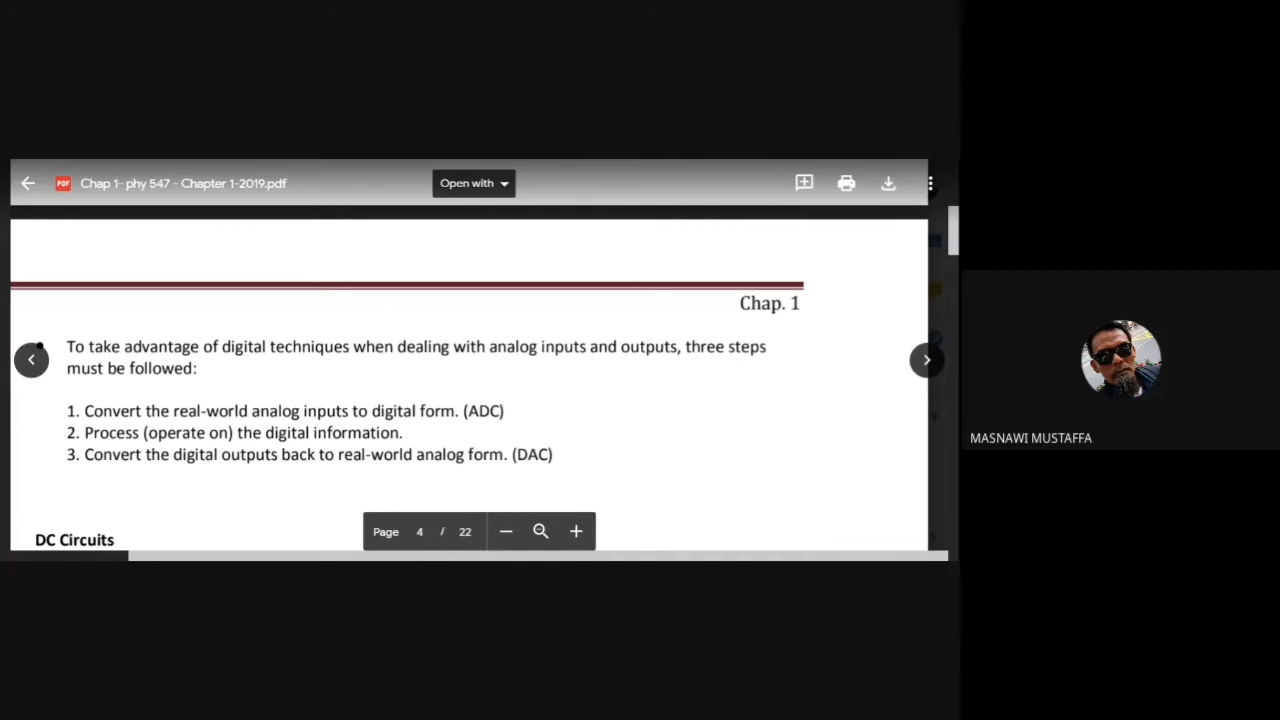 PDF Chap 1- phy 547 - Chapter 1-2019.pdf Open with
Chap. 1
To take advantage of digital techniques when dealing with analog inputs and outputs, three steps
must be followed:
1. Convert the real-world analog inputs to digital form. (ADC)
2. Process (operate on) the digital information.
3. Convert the digital outputs back to real-world analog form. (DAC)
MASNAWI MUSTAFFA
Page 4 / 22
DC Circuits